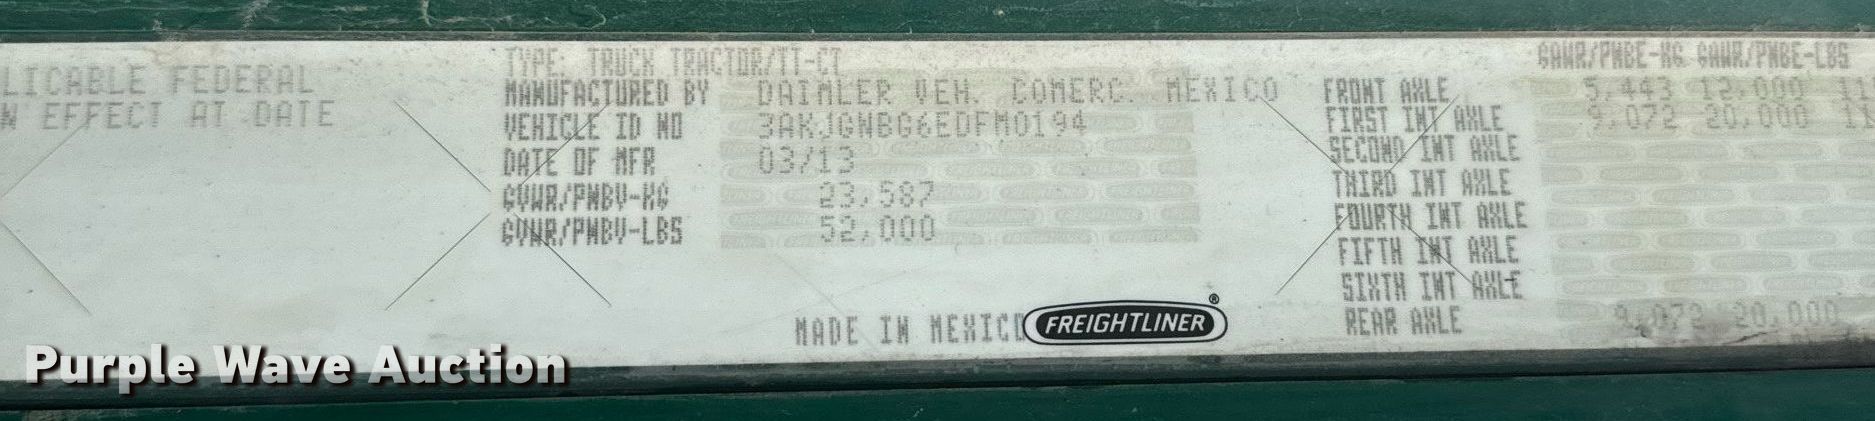 LICABLE FEDERAL
N EFFECT AT DATE
TYPE: TRUCK TRACTOR/TT-CT
MANUFACTURED BY DAIMLER VEH. COMERC. MEXICO
VEHICLE ID NO 3AKJGNBG6EDFM0194
DATE OF MFR 03/13
GVWR/PNBV-KG 23,587
GVWR/PNBV-LBS 52,000
MADE IN MEXICO
FREIGHTLINER®
GAWR/PNBE-KG GAWR/PNBE-LBS
FRONT AXLE 5,443 12,000 11
FIRST INT AXLE 9,072 20,000 11
SECOND INT AXLE
THIRD INT AXLE
FOURTH INT AXLE
FIFTH INT AXLE
SIXTH INT AXLE
REAR AXLE 9,072 20,000
Purple Wave Auction